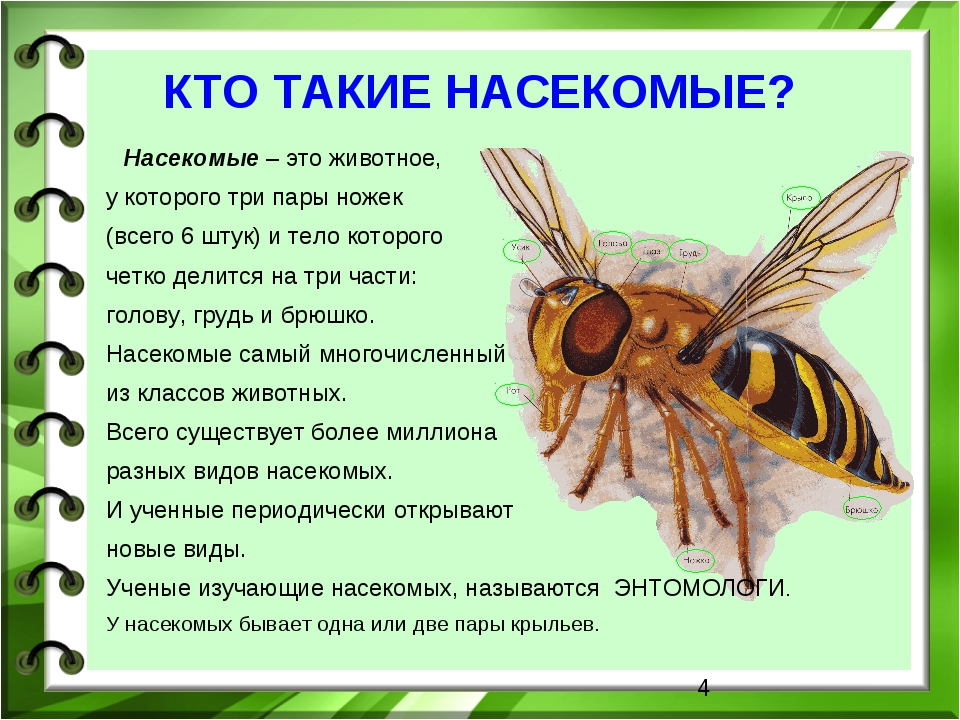 КТО ТАКИЕ НАСЕКОМЫЕ?
Насекомые – это животное,
у которого три пары ножек
(всего 6 штук) и тело которого
четко делится на три части:
голову, грудь и брюшко.
Насекомые самый многочисленный
из классов животных.
Всего существует более миллиона
разных видов насекомых.
И ученные периодически открывают
новые виды.
Ученые изучающие насекомых, называются ЭНТОМОЛОГИ.
У насекомых бывает одна или две пары крыльев.
Крыло
Усик
Голова
Глаз
Грудь
Рот
Брюшко
Ножка
4